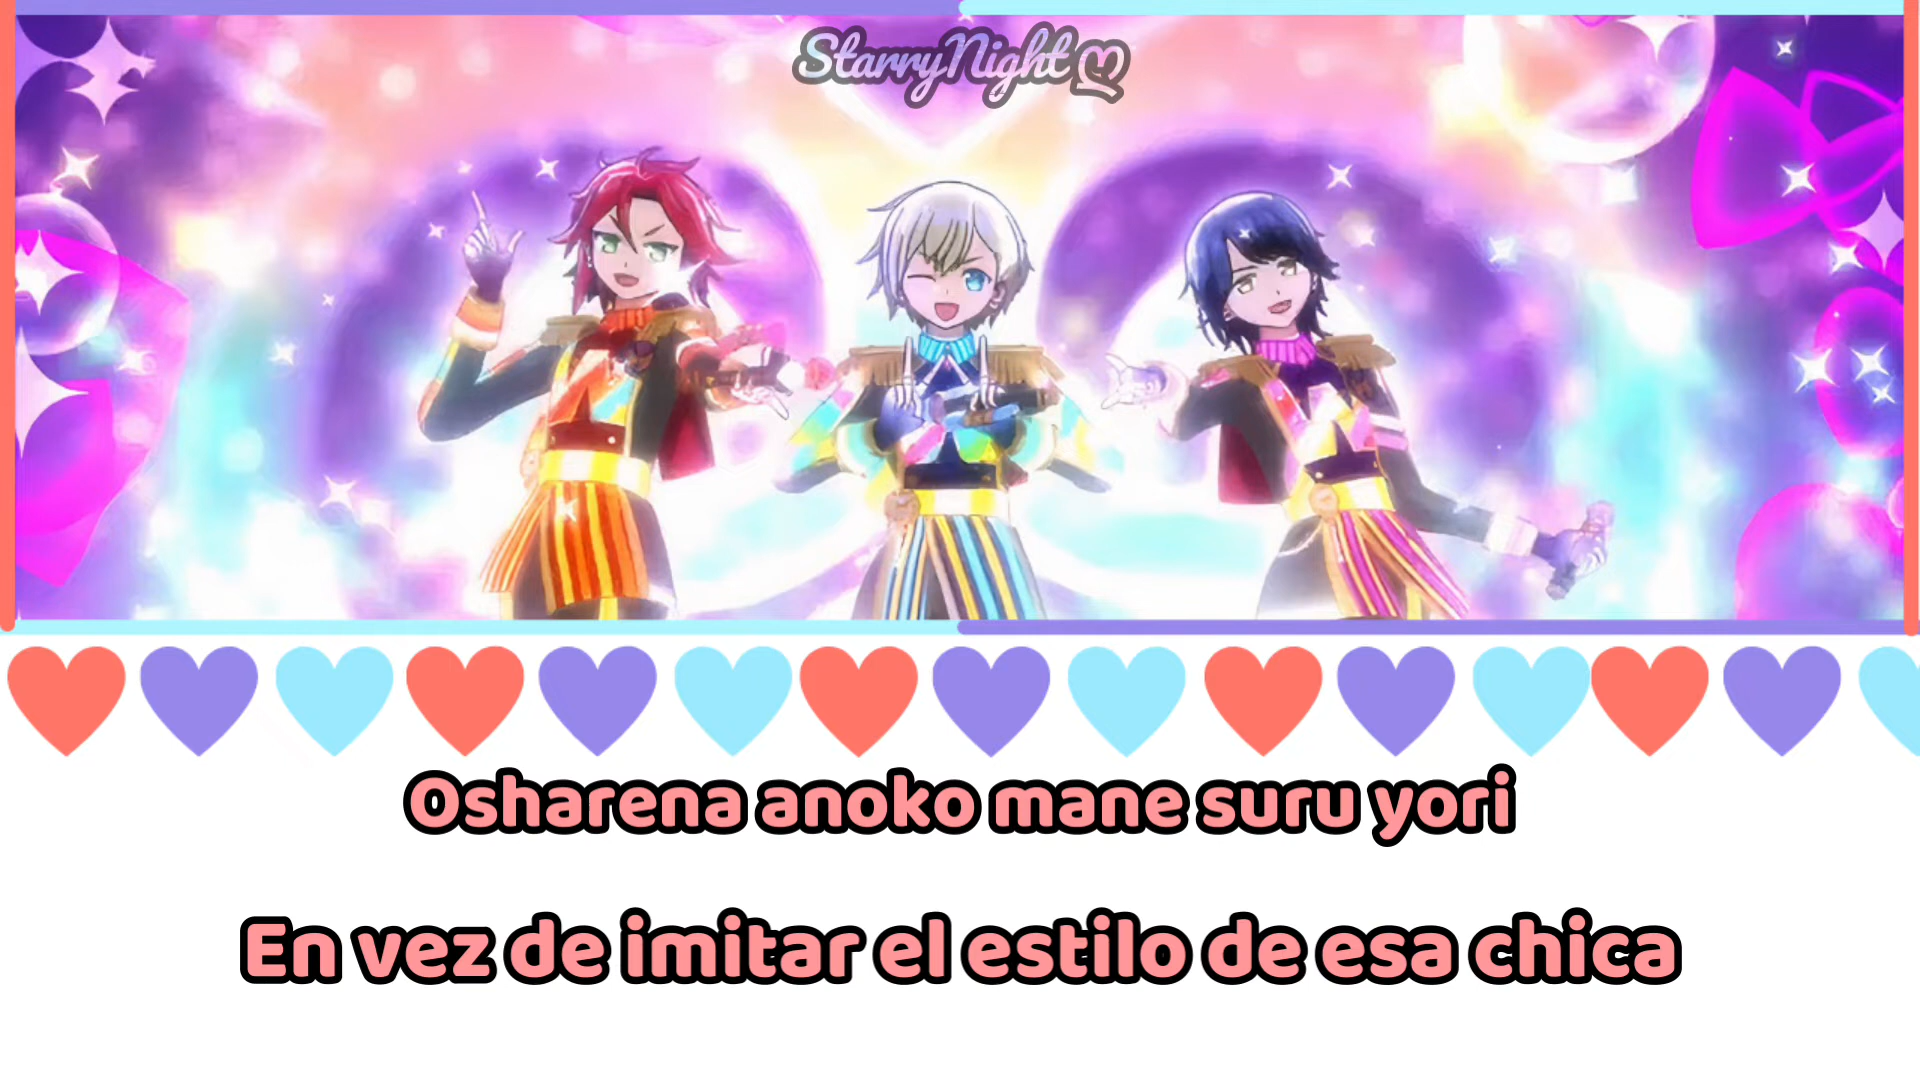 StarryNight
Osharena anoko mane suru yori
En vez de imitar el estilo de esa chica